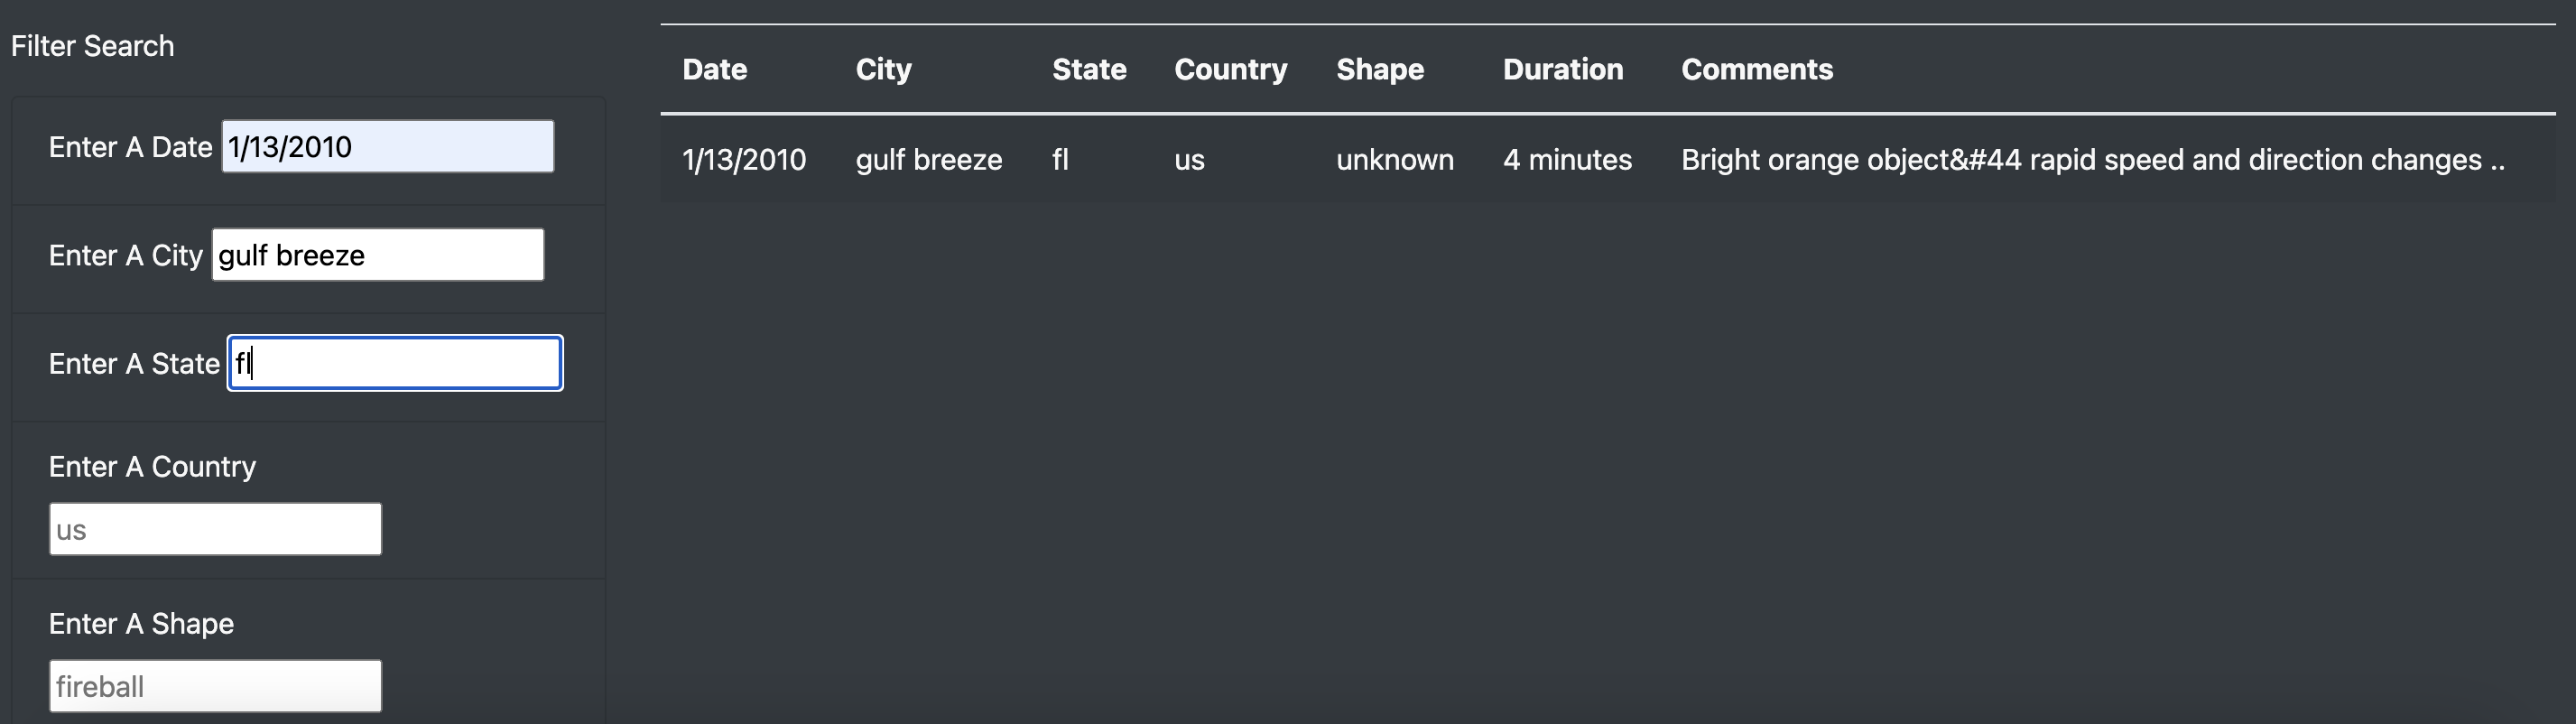 Filter Search
Enter A Date 1/13/2010
Enter A City gulf breeze
Enter A State fl
Enter A Country
us
Enter A Shape
fireball
Date City State Country Shape Duration Comments
1/13/2010 gulf breeze fl us unknown 4 minutes Bright orange object&#44 rapid speed and direction changes ..